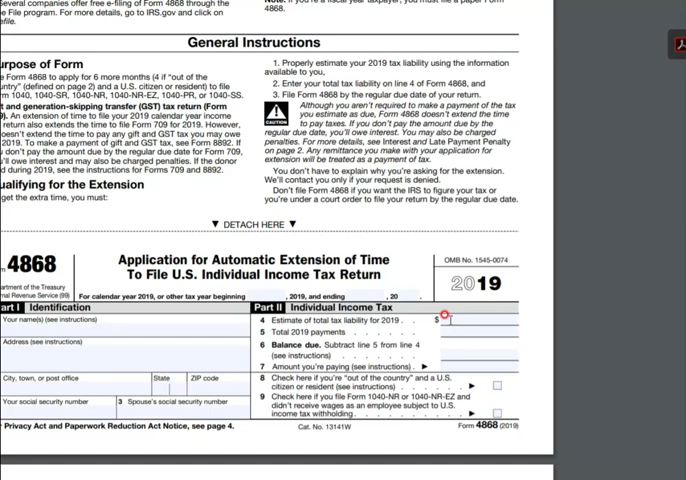 Several companies offer free e-filing of Form 4868 through the
e File program. For more details, go to IRS.gov and click on
efile.
4868.
General Instructions
urpose of Form
e Form 4868 to apply for 6 more months (4 if "out of the
untry" (defined on page 2) and a U.S. citizen or resident) to file
rm 1040, 1040-SR, 1040-NR, 1040-NR-EZ, 1040-PR, or 1040-SS.
t and generation-skipping transfer (GST) tax return (Form
9). An extension of time to file your 2019 calendar year income
return also extends the time to file Form 709 for 2019. However,
oesn't extend the time to pay any gift and GST tax you may owe
2019. To make a payment of gift and GST tax, see Form 8892. If
don't pay the amount due by the regular due date for Form 709,
'll owe interest and may also be charged penalties. If the donor
d during 2019, see the instructions for Forms 709 and 8892.
ualifying for the Extension
get the extra time, you must:
1. Properly estimate your 2019 tax liability using the information
available to you,
2. Enter your total tax liability on line 4 of Form 4868, and
3. File Form 4868 by the regular due date of your return.
CAUTION
Although you aren't required to make a payment of the tax
you estimate as due, Form 4868 doesn't extend the time
to pay taxes. If you don't pay the amount due by the
regular due date, you'll owe interest. You may also be charged
penalties. For more details, see Interest and Late Payment Penalty
on page 2. Any remittance you make with your application for
extension will be treated as a payment of tax.
You don't have to explain why you're asking for the extension.
We'll contact you only if your request is denied.
Don't file Form 4868 if you want the IRS to figure your tax or
you're under a court order to file your return by the regular due date.
▼ DETACH HERE ▼
4868
artment of the Treasury
nal Revenue Service (99)
Application for Automatic Extension of Time
To File U.S. Individual Income Tax Return
For calendar year 2019, or other tax year beginning , 2019, and ending , 20 .
OMB No. 1545-0074
2019
art I Identification
Your name(s) (see instructions)
Address (see instructions)
City, town, or post office State ZIP code
Your social security number 3 Spouse's social security number
Part II Individual Income Tax
4 Estimate of total tax liability for 2019 . . $
5 Total 2019 payments . . . . . .
6 Balance due. Subtract line 5 from line 4
(see instructions) . . . . . . .
7 Amount you're paying (see instructions) . ▶
8 Check here if you're "out of the country" and a U.S.
citizen or resident (see instructions) . . . . . ▶
9 Check here if you file Form 1040-NR or 1040-NR-EZ and
didn't receive wages as an employee subject to U.S.
income tax withholding . . . . . . . . ▶
Privacy Act and Paperwork Reduction Act Notice, see page 4. Cat. No. 13141W Form 4868 (2019)